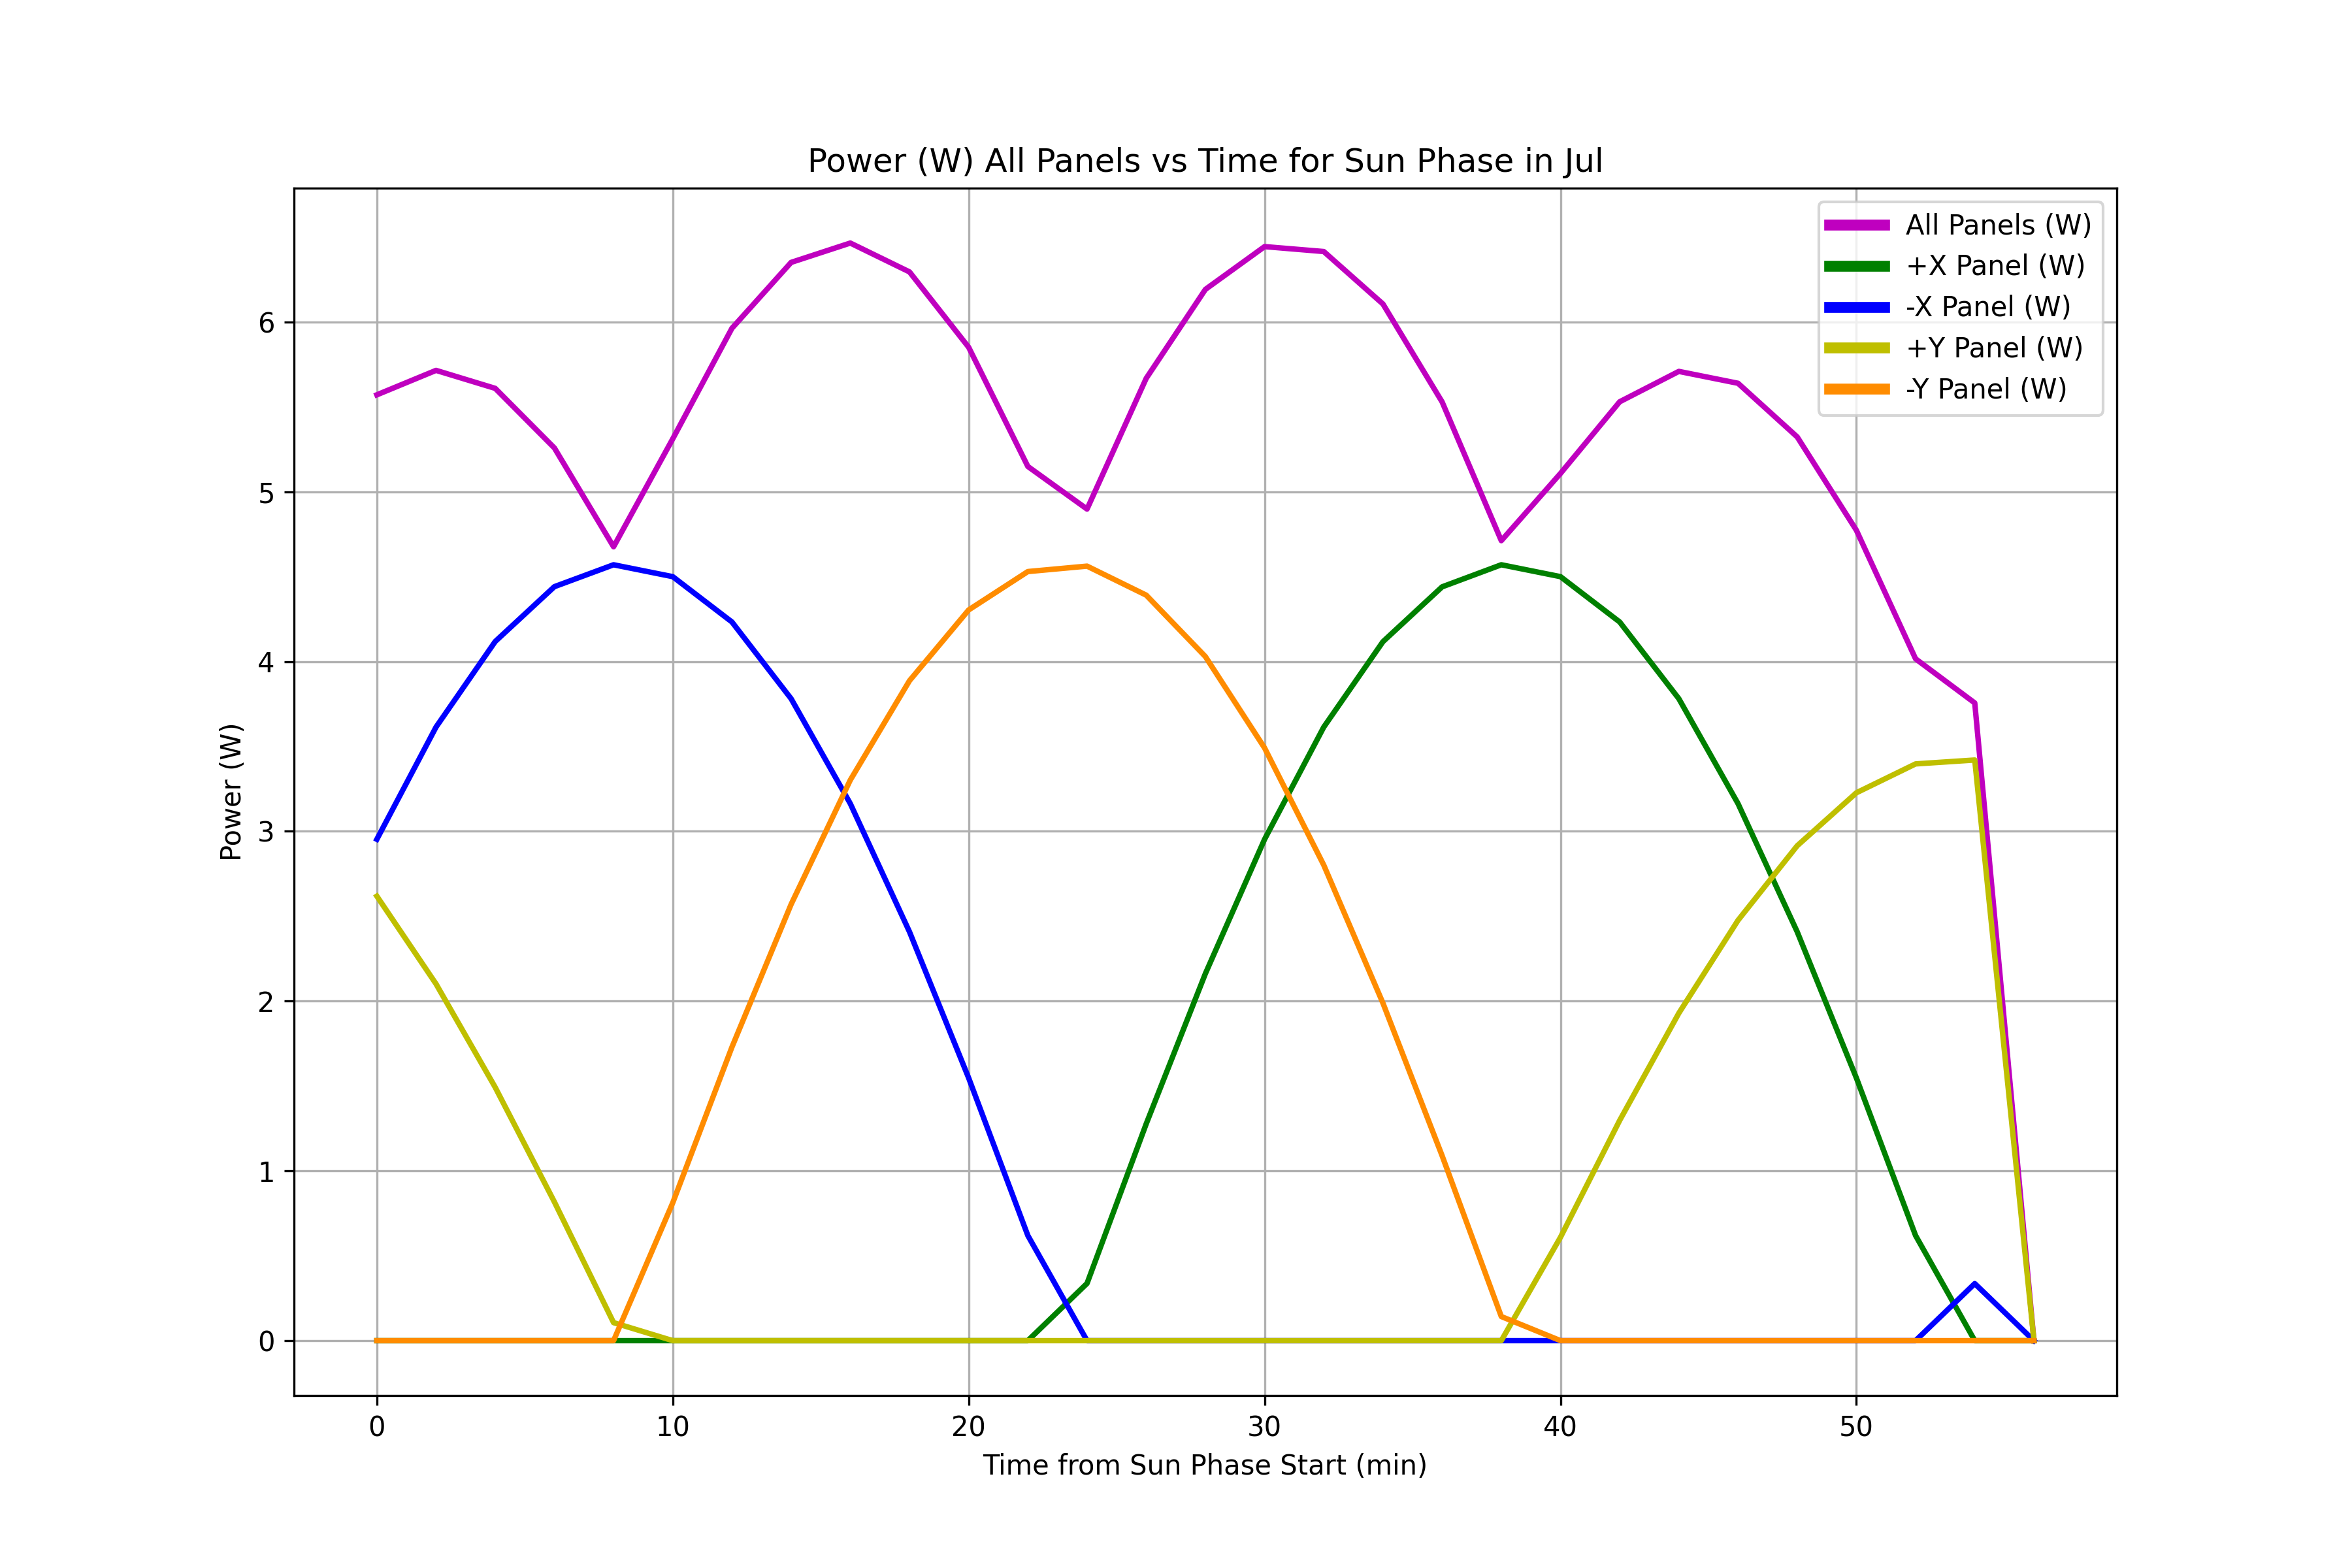 Power (W) All Panels vs Time for Sun Phase in Jul
All Panels (W)
+X Panel (W)
-X Panel (W)
+Y Panel (W)
-Y Panel (W)
Power (W)
6
5
4
3
2
1
0
0 10 20 30 40 50
Time from Sun Phase Start (min)